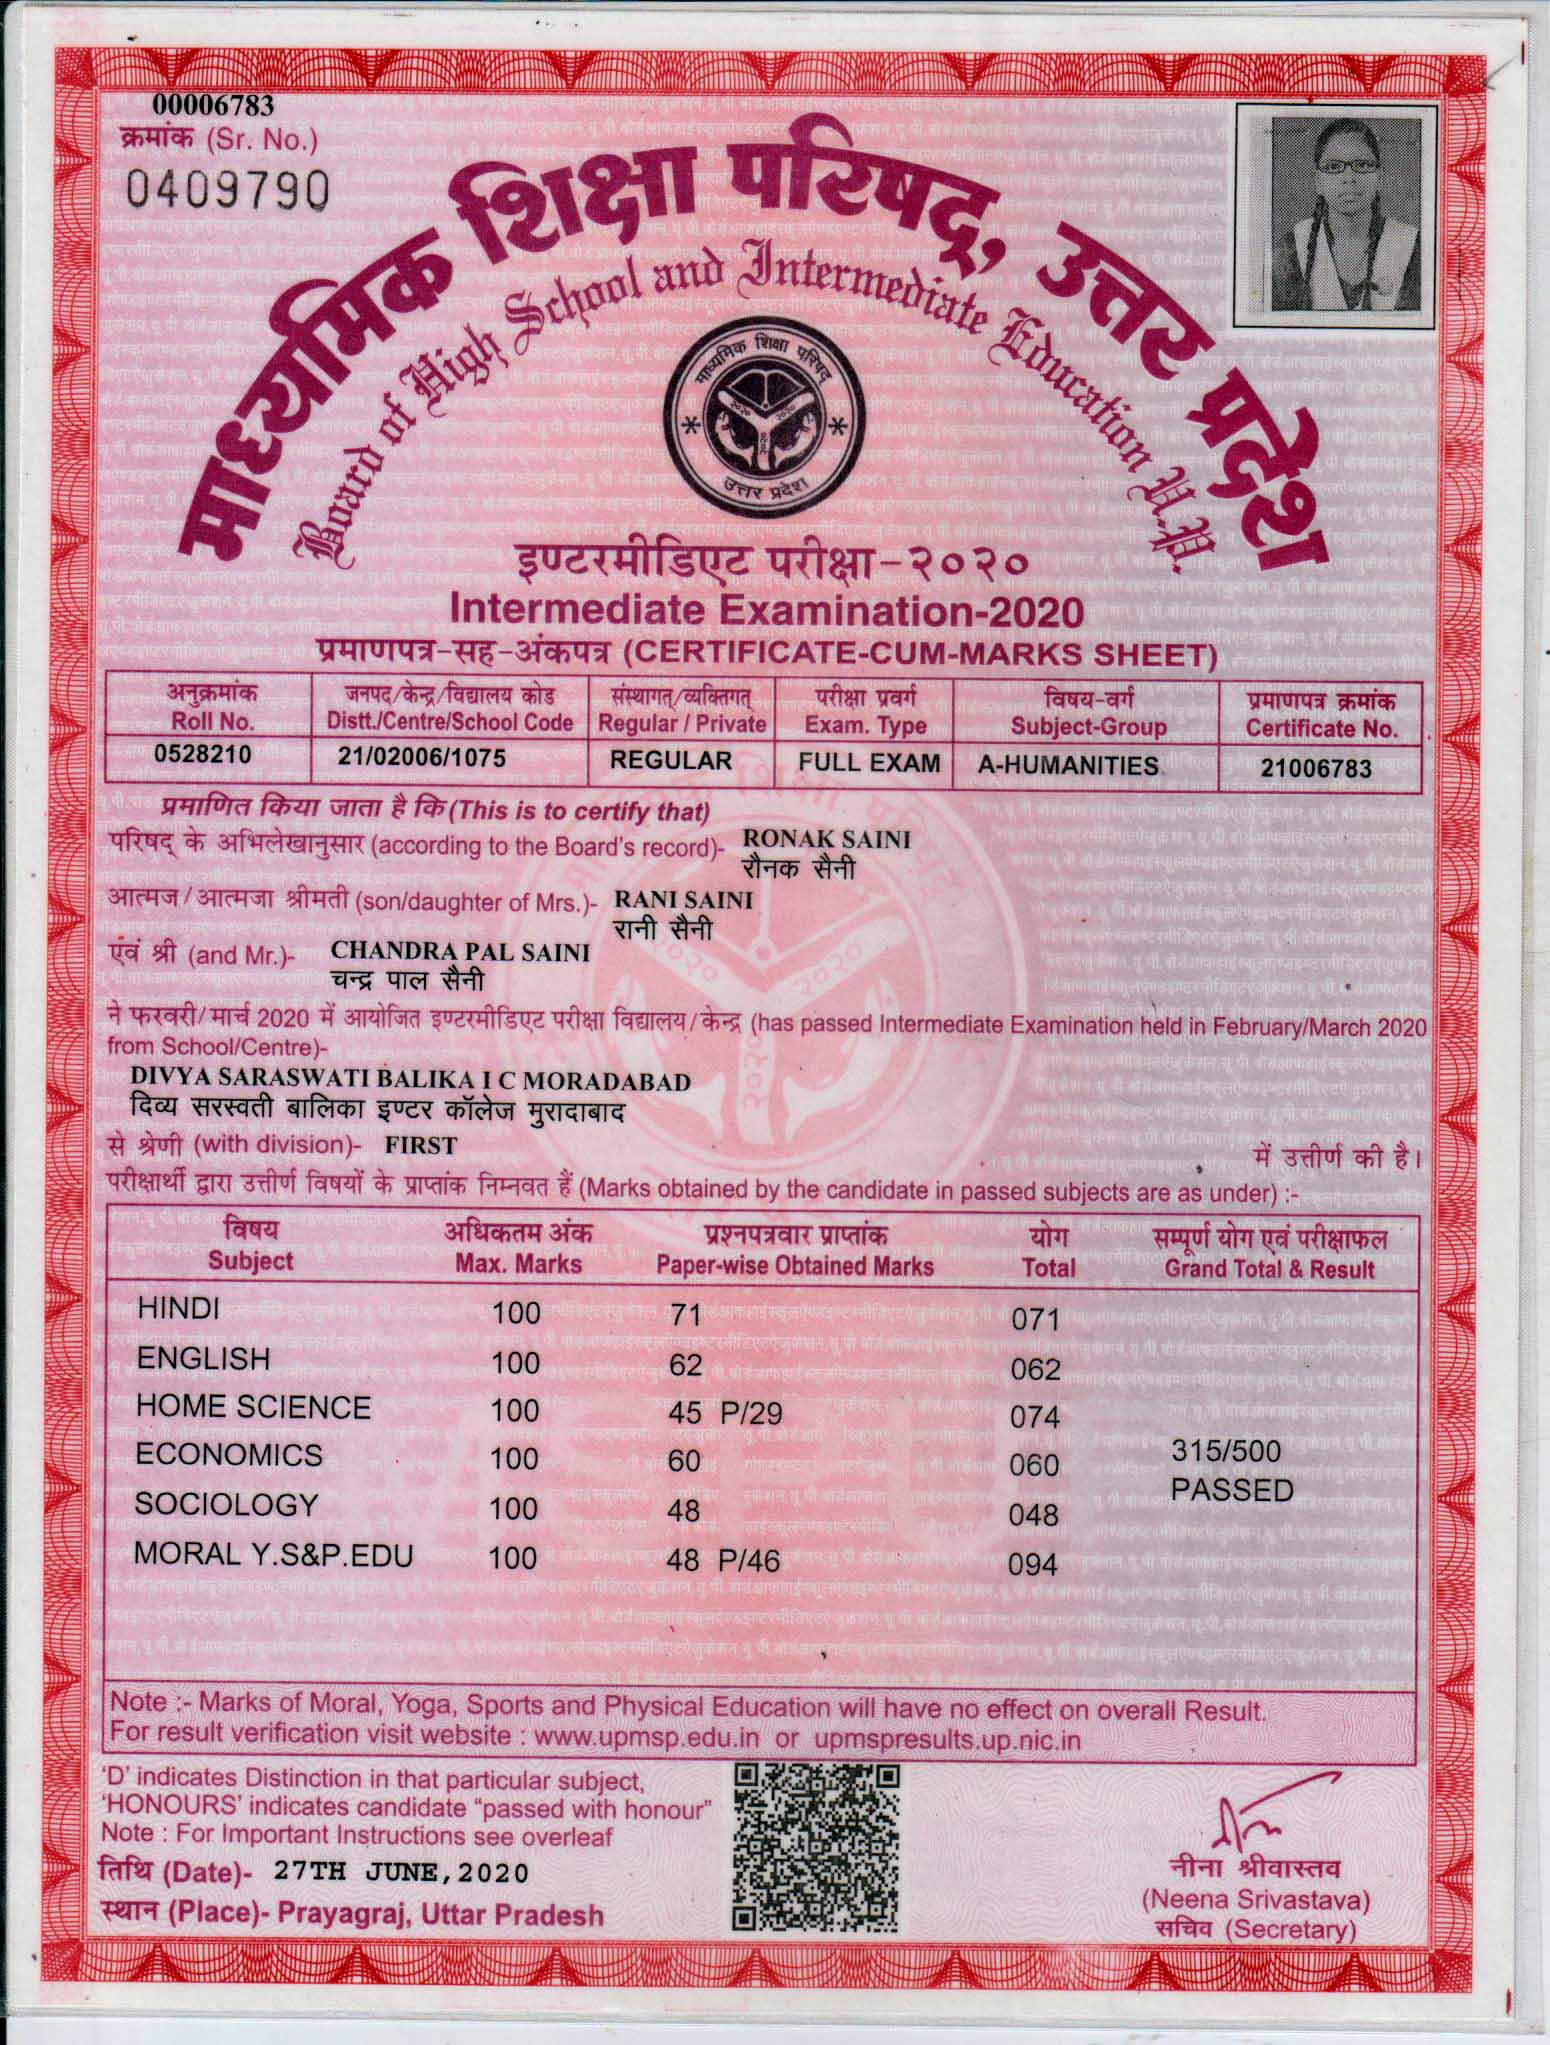 00006783
क्रमांक (Sr. No.)
0409790
माध्यमिक शिक्षा परिषद्, उत्तर प्रदेश
Board of High School and Intermediate Education U.P.
माध्यमिक शिक्षा परिषद्
२०२० २०२०
२०२०
उत्तर प्रदेश
इण्टरमीडिएट परीक्षा-२०२०
Intermediate Examination-2020
प्रमाणपत्र-सह-अंकपत्र (CERTIFICATE-CUM-MARKS SHEET)
अनुक्रमांक जनपद/केन्द्र/विद्यालय कोड संस्थागत्/व्यक्तिगत् परीक्षा प्रवर्ग विषय-वर्ग प्रमाणपत्र क्रमांक
Roll No. Distt./Centre/School Code Regular / Private Exam. Type Subject-Group Certificate No.
0528210 21/02006/1075 REGULAR FULL EXAM A-HUMANITIES 21006783
प्रमाणित किया जाता है कि (This is to certify that)
परिषद् के अभिलेखानुसार (according to the Board's record)- RONAK SAINI
रौनक सैनी
आत्मज/आत्मजा श्रीमती (son/daughter of Mrs.)- RANI SAINI
रानी सैनी
एवं श्री (and Mr.)- CHANDRA PAL SAINI
चन्द्र पाल सैनी
ने फरवरी/मार्च 2020 में आयोजित इण्टरमीडिएट परीक्षा विद्यालय/केन्द्र (has passed Intermediate Examination held in February/March 2020
from School/Centre)-
DIVYA SARASWATI BALIKA I C MORADABAD
दिव्य सरस्वती बालिका इण्टर कॉलेज मुरादाबाद
से श्रेणी (with division)- FIRST में उत्तीर्ण की है।
परीक्षार्थी द्वारा उत्तीर्ण विषयों के प्राप्तांक निम्नवत हैं (Marks obtained by the candidate in passed subjects are as under) :-
विषय अधिकतम अंक प्रश्नपत्रवार प्राप्तांक योग सम्पूर्ण योग एवं परीक्षाफल
Subject Max. Marks Paper-wise Obtained Marks Total Grand Total & Result
HINDI 100 71 071
ENGLISH 100 62 062
HOME SCIENCE 100 45 P/29 074
ECONOMICS 100 60 060 315/500
PASSED
SOCIOLOGY 100 48 048
MORAL Y.S&P.EDU 100 48 P/46 094
Note :- Marks of Moral, Yoga, Sports and Physical Education will have no effect on overall Result.
For result verification visit website : www.upmsp.edu.in or upmspresults.up.nic.in
'D' indicates Distinction in that particular subject,
'HONOURS' indicates candidate "passed with honour"
Note : For Important Instructions see overleaf
तिथि (Date)- 27TH JUNE,2020
स्थान (Place)- Prayagraj, Uttar Pradesh
नीना श्रीवास्तव
(Neena Srivastava)
सचिव (Secretary)